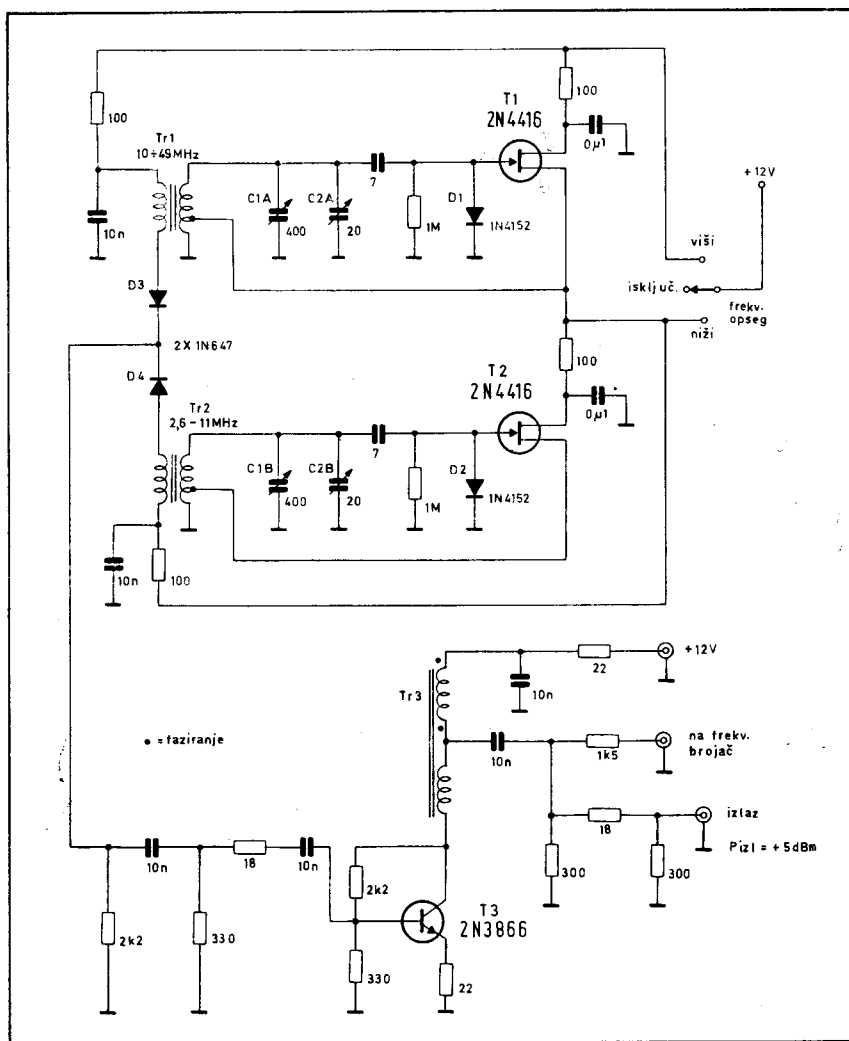 100
Tr1
10÷49MHz
10n
D3
C1A
400
C2A
20
7
1M
D1
1N4152
T1
2N4416
100
0µ1
+12V
viši
isključ.
frekv.
opseg
niži
2X1N647
D4
Tr2
2,6-11MHz
10n
100
C1B
400
C2B
20
7
1M
D2
1N4152
T2
2N4416
100
0µ1
• = faziranje
Tr3
10n
22
+12V
10n
1k5
na frekv.
brojač
18
izlaz
Pizl = +5dBm
300
300
2k2
10n
330
18
10n
2k2
330
T3
2N3866
22